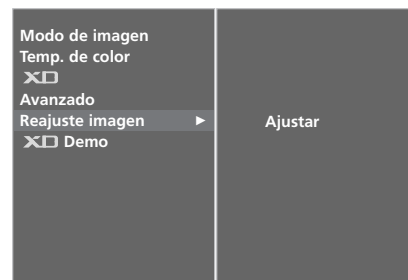 Modo de imagen
Temp. de color
XD
Avanzado
Reajuste imagen ►
Ajustar
XD Demo